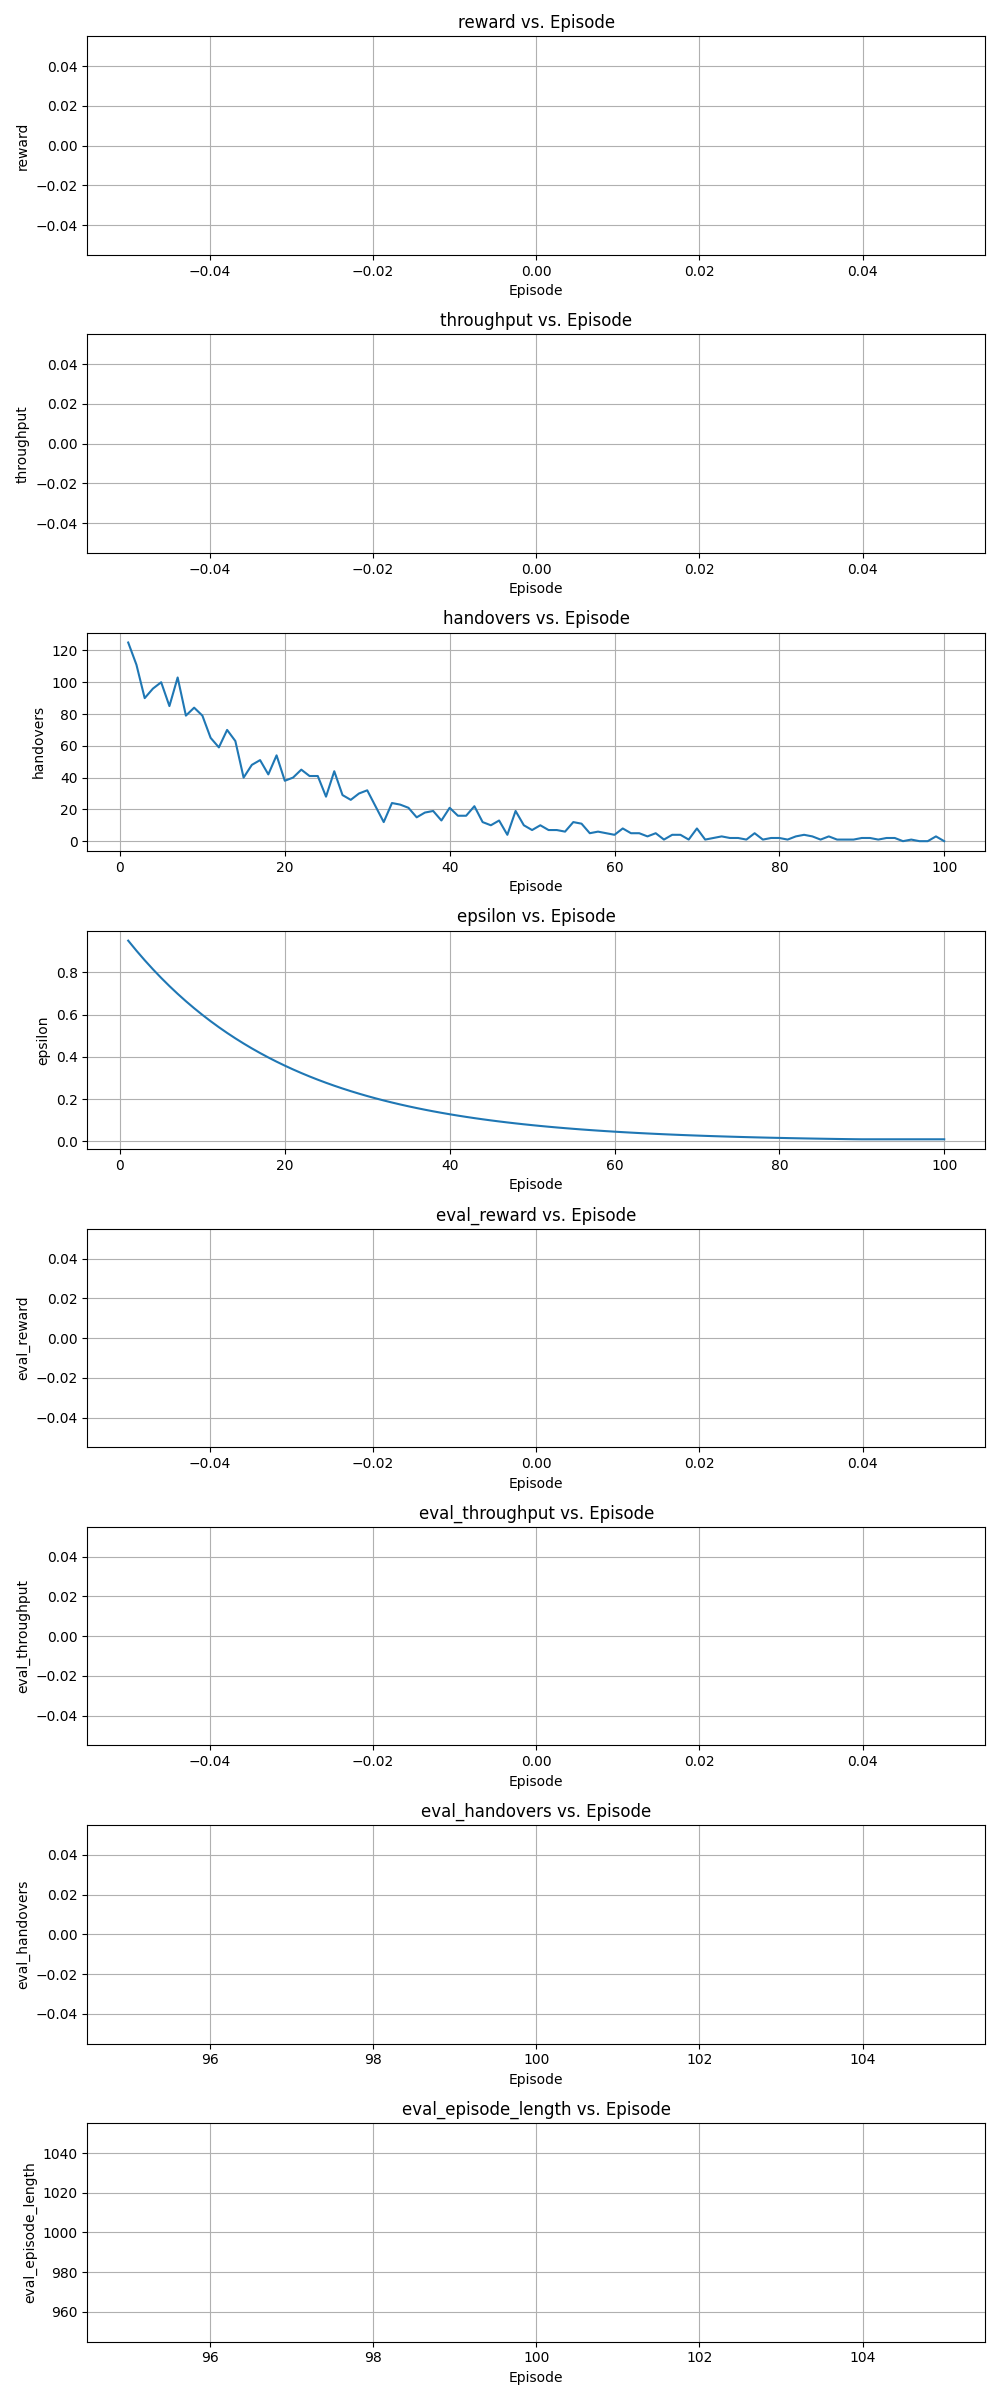 reward vs. Episode
0.04
0.02
0.00
−0.02
−0.04
reward
−0.04 −0.02 0.00 0.02 0.04
Episode
throughput vs. Episode
0.04
0.02
0.00
−0.02
−0.04
throughput
−0.04 −0.02 0.00 0.02 0.04
Episode
handovers vs. Episode
120
100
80
60
40
20
0
handovers
0 20 40 60 80 100
Episode
epsilon vs. Episode
0.8
0.6
0.4
0.2
0.0
epsilon
0 20 40 60 80 100
Episode
eval_reward vs. Episode
0.04
0.02
0.00
−0.02
−0.04
eval_reward
−0.04 −0.02 0.00 0.02 0.04
Episode
eval_throughput vs. Episode
0.04
0.02
0.00
−0.02
−0.04
eval_throughput
−0.04 −0.02 0.00 0.02 0.04
Episode
eval_handovers vs. Episode
0.04
0.02
0.00
−0.02
−0.04
eval_handovers
96 98 100 102 104
Episode
eval_episode_length vs. Episode
1040
1020
1000
980
960
eval_episode_length
96 98 100 102 104
Episode